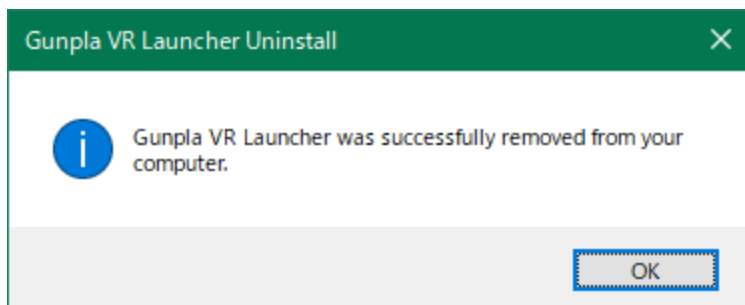 Gunpla VR Launcher Uninstall
Gunpla VR Launcher was successfully removed from your
computer.
OK